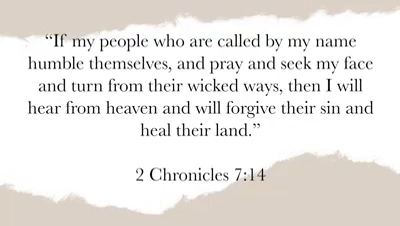 “If my people who are called by my name
humble themselves, and pray and seek my face
and turn from their wicked ways, then I will
hear from heaven and will forgive their sin and
heal their land.”
2 Chronicles 7:14